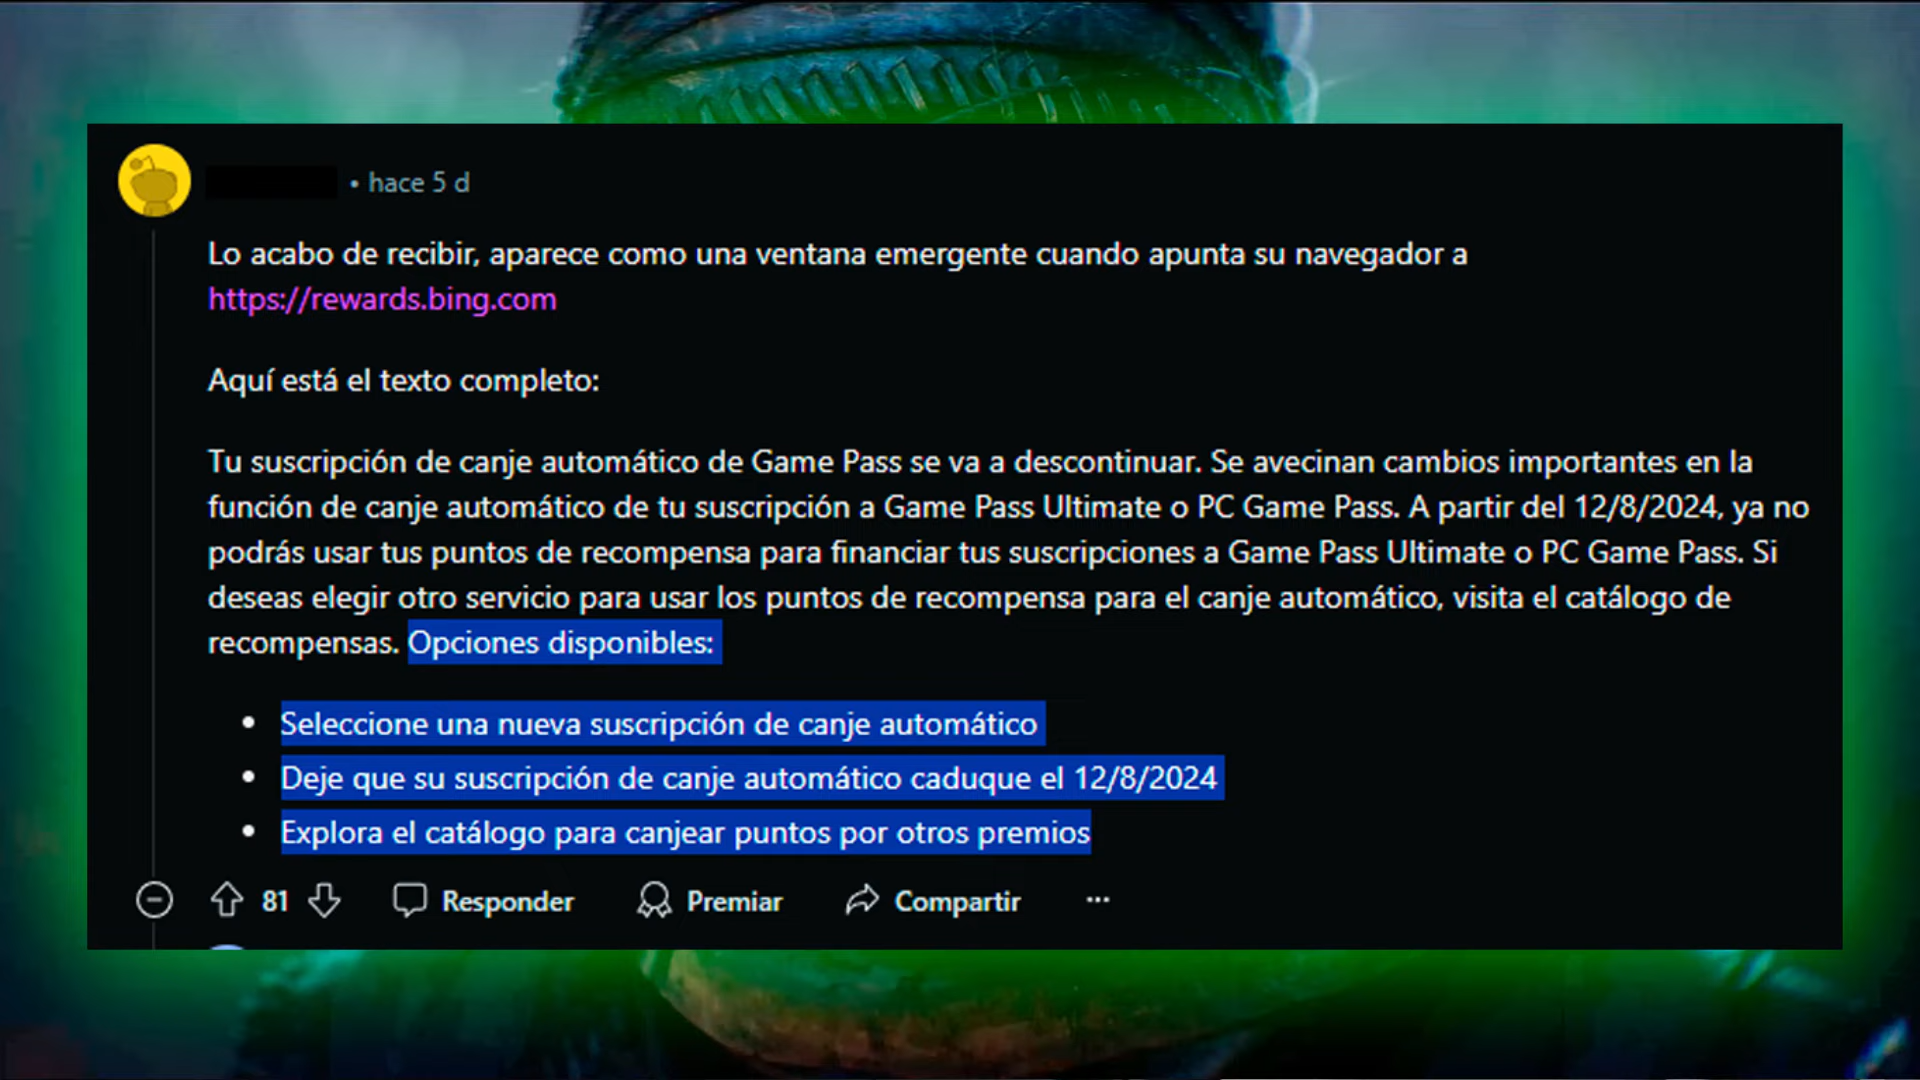 • hace 5 d
Lo acabo de recibir, aparece como una ventana emergente cuando apunta su navegador a
https://rewards.bing.com
Aquí está el texto completo:
Tu suscripción de canje automático de Game Pass se va a descontinuar. Se avecinan cambios importantes en la
función de canje automático de tu suscripción a Game Pass Ultimate o PC Game Pass. A partir del 12/8/2024, ya no
podrás usar tus puntos de recompensa para financiar tus suscripciones a Game Pass Ultimate o PC Game Pass. Si
deseas elegir otro servicio para usar los puntos de recompensa para el canje automático, visita el catálogo de
recompensas. Opciones disponibles:
• Seleccione una nueva suscripción de canje automático
• Deje que su suscripción de canje automático caduque el 12/8/2024
• Explora el catálogo para canjear puntos por otros premios
81 Responder Premiar Compartir ...